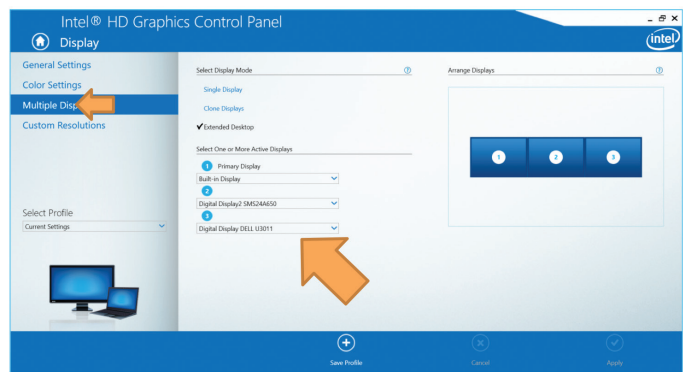 Intel® HD Graphics Control Panel
Display
intel
General Settings
Color Settings
Multiple Disp
Custom Resolutions
Select Profile
Current Settings
Select Display Mode
Single Display
Clone Displays
Extended Desktop
Select One or More Active Displays
1 Primary Display
Built-in Display
2
Digital Display2 SMS24A650
3
Digital Display DELL U3011
Arrange Displays
1 2 3
Save Profile
Cancel
Apply